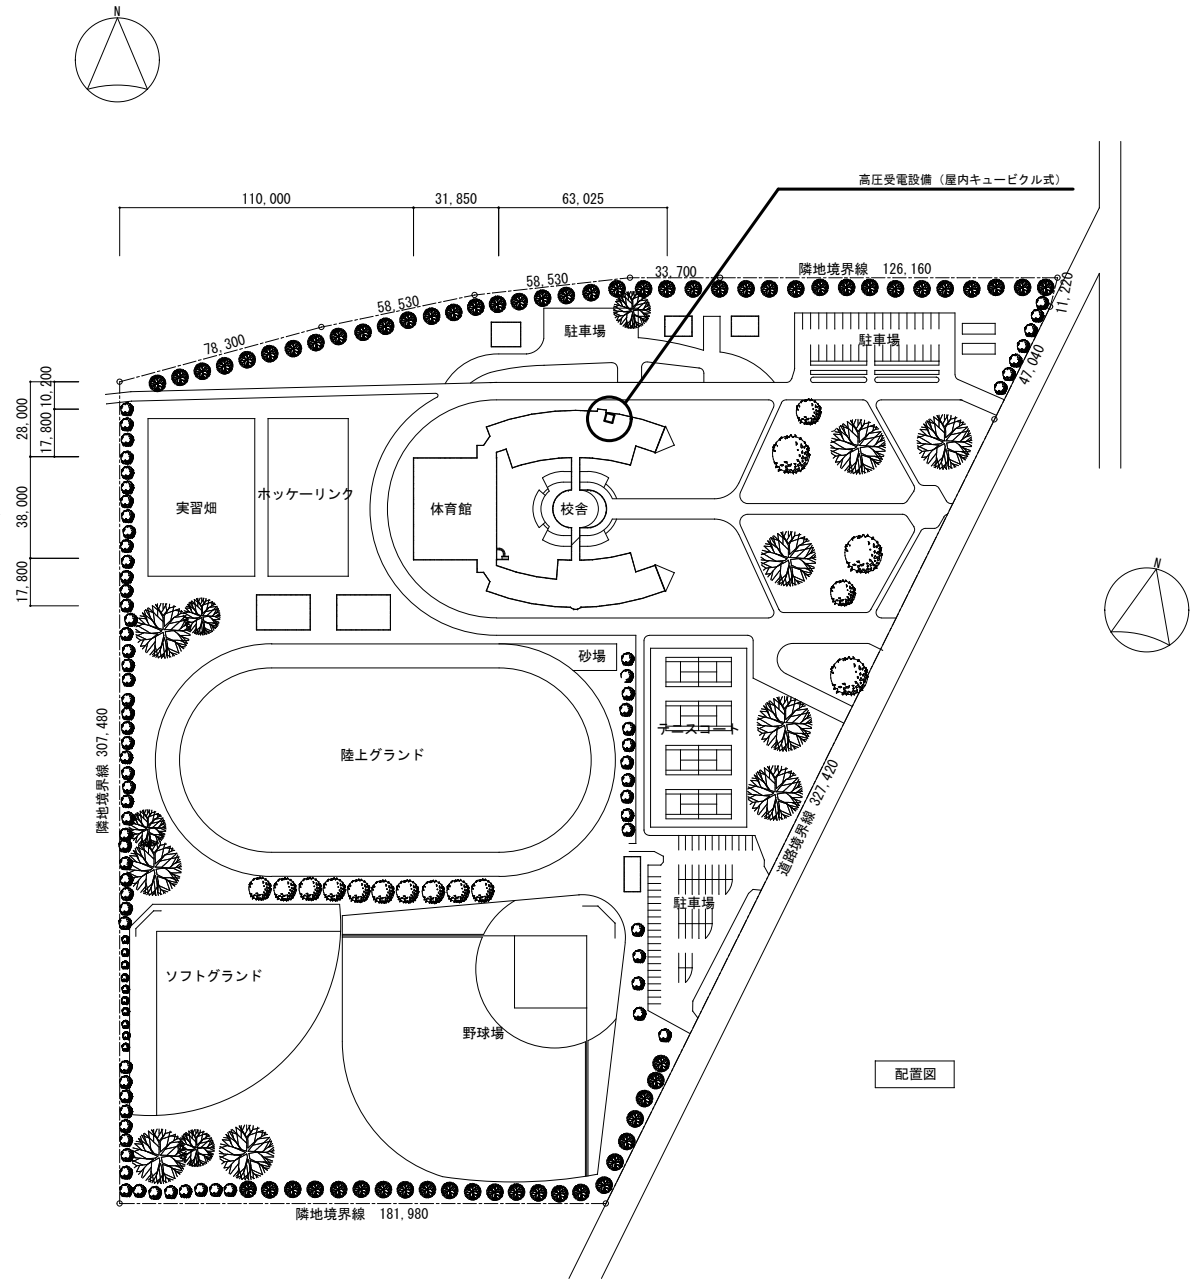 N
110,000
31,850
63,025
高圧受電設備（屋内キュービクル式）
隣地境界線 126,160
33,700
58,530
58,530
78,300
11,220
47,040
駐車場
駐車場
28,000
10,200
17,800
38,000
17,800
実習畑
ホッケーリンク
体育館
校舎
N
砂場
テニスコート
陸上グランド
隣地境界線 307,480
道路境界線 327,420
駐車場
ソフトグランド
野球場
配置図
隣地境界線 181,980